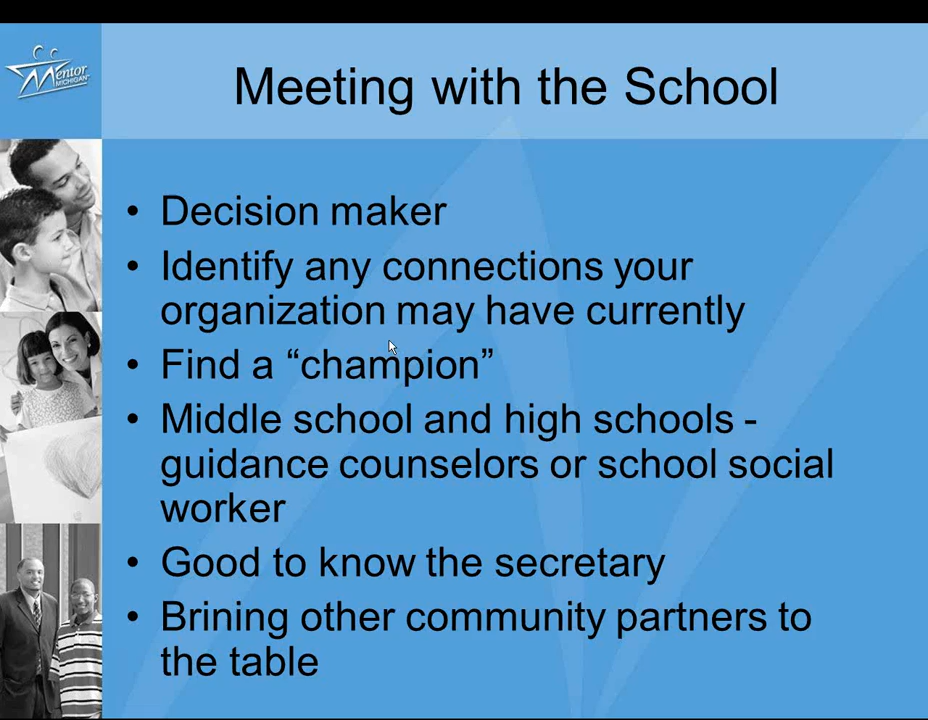 Mentor
MICHIGAN
Meeting with the School
• Decision maker
• Identify any connections your
organization may have currently
• Find a “champion”
• Middle school and high schools -
guidance counselors or school social
worker
• Good to know the secretary
• Brining other community partners to
the table